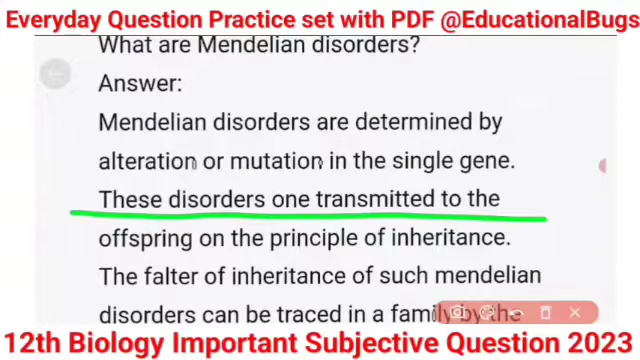 Everyday Question Practice set with PDF @EducationalBugs
What are Mendelian disorders?
Answer:
Mendelian disorders are determined by
alteration or mutation in the single gene.
These disorders one transmitted to the
offspring on the principle of inheritance.
The falter of inheritance of such mendelian
disorders can be traced in a family by the
12th Biology Important Subjective Question 2023